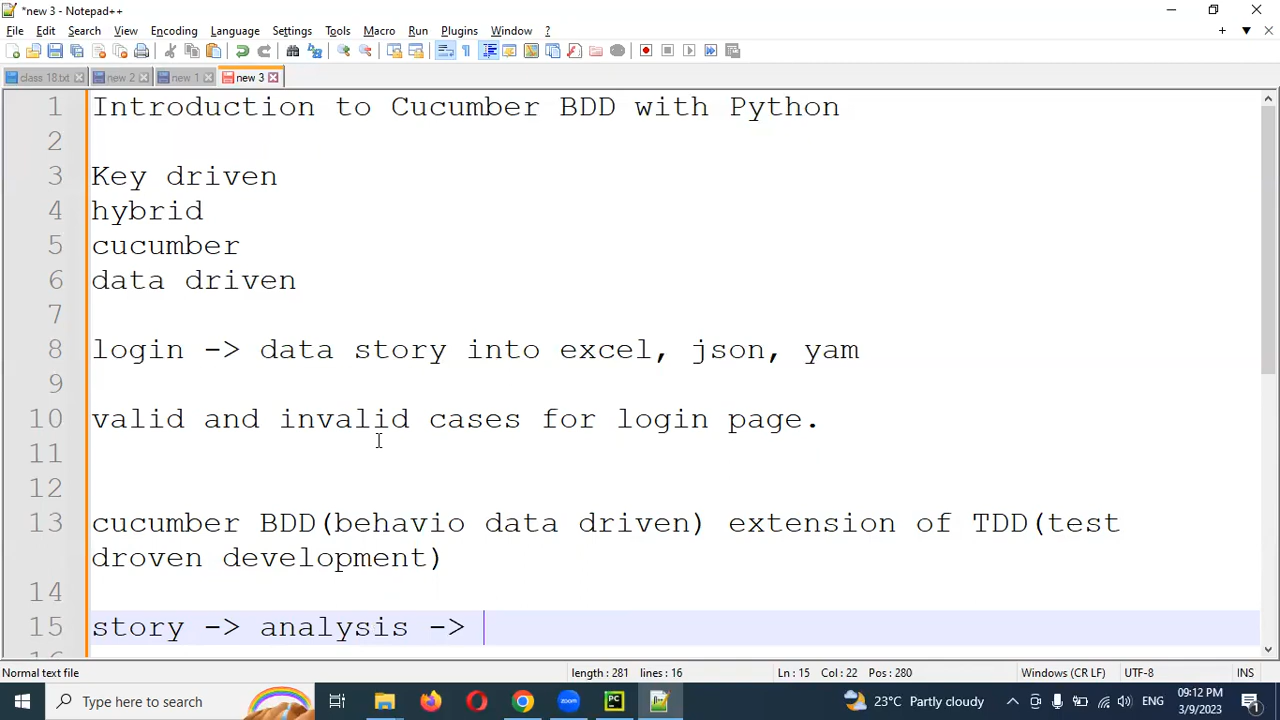 *new 3 - Notepad++
File Edit Search View Encoding Language Settings Tools Macro Run Plugins Window ?
class 18.txt new 2 new 1 new 3
1 Introduction to Cucumber BDD with Python
2
3 Key driven
4 hybrid
5 cucumber
6 data driven
7
8 login -> data story into excel, json, yam
9
10 valid and invalid cases for login page.
11
12
13 cucumber BDD(behavio data driven) extension of TDD(test
droven development)
14
15 story -> analysis ->
16
Normal text file length : 281 lines : 16 Ln : 15 Col : 22 Pos : 280 Windows (CR LF) UTF-8 INS
Type here to search 23°C Partly cloudy ENG 09:12 PM
3/9/2023